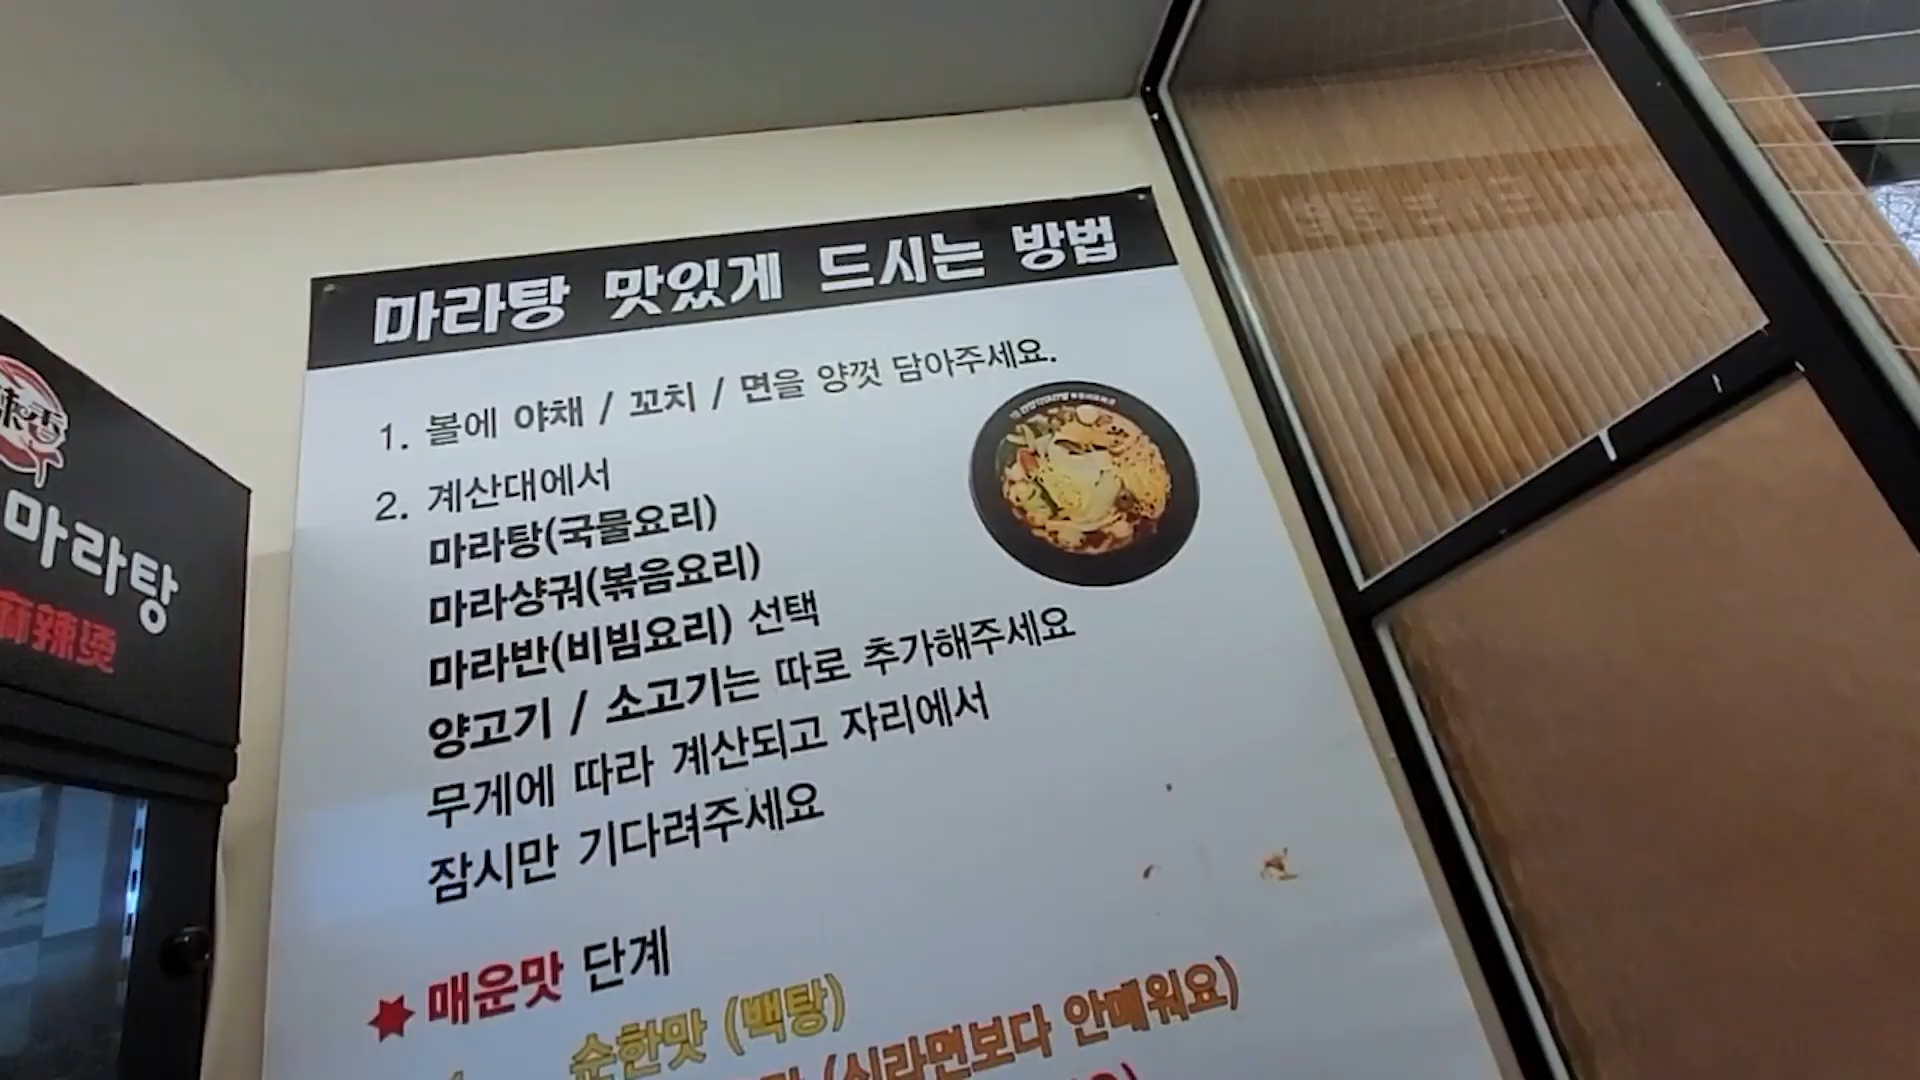 마라탕 맛있게 드시는 방법
1. 볼에 야채 / 꼬치 / 면을 양껏 담아주세요.
2. 계산대에서
마라탕(국물요리)
마라샹궈(볶음요리)
마라반(비빔요리) 선택
양고기 / 소고기는 따로 추가해주세요
무게에 따라 계산되고 자리에서
잠시만 기다려주세요
매운맛 단계
순한맛 (백탕)
(신라면보다 안매워요)
마라탕
麻辣烫